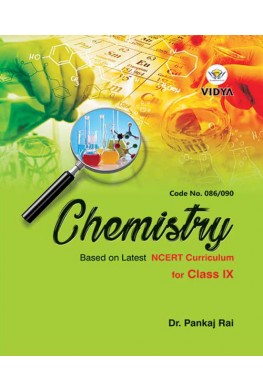 VIDYA
Code No. 086/090
Chemistry
Based on Latest NCERT Curriculum
for Class IX
Dr. Pankaj Rai